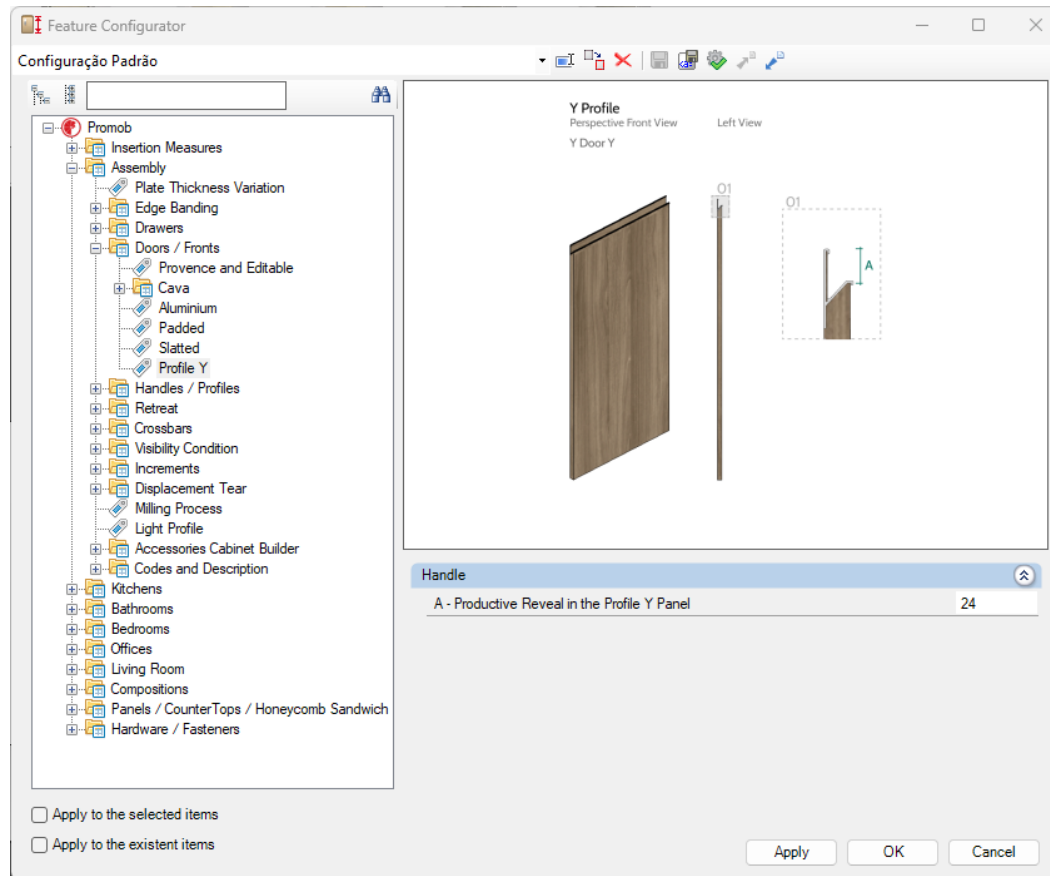 Feature Configurator
Configuração Padrão
Promob
Insertion Measures
Assembly
Plate Thickness Variation
Edge Banding
Drawers
Doors / Fronts
Provence and Editable
Cava
Aluminium
Padded
Slatted
Profile Y
Handles / Profiles
Retreat
Crossbars
Visibility Condition
Increments
Displacement Tear
Milling Process
Light Profile
Accessories Cabinet Builder
Codes and Description
Kitchens
Bathrooms
Bedrooms
Offices
Living Room
Compositions
Panels / CounterTops / Honeycomb Sandwich
Hardware / Fasteners
Y Profile
Perspective Front View Left View
Y Door Y
01
01
A
Handle
A - Productive Reveal in the Profile Y Panel 24
Apply to the selected items
Apply to the existent items
Apply OK Cancel